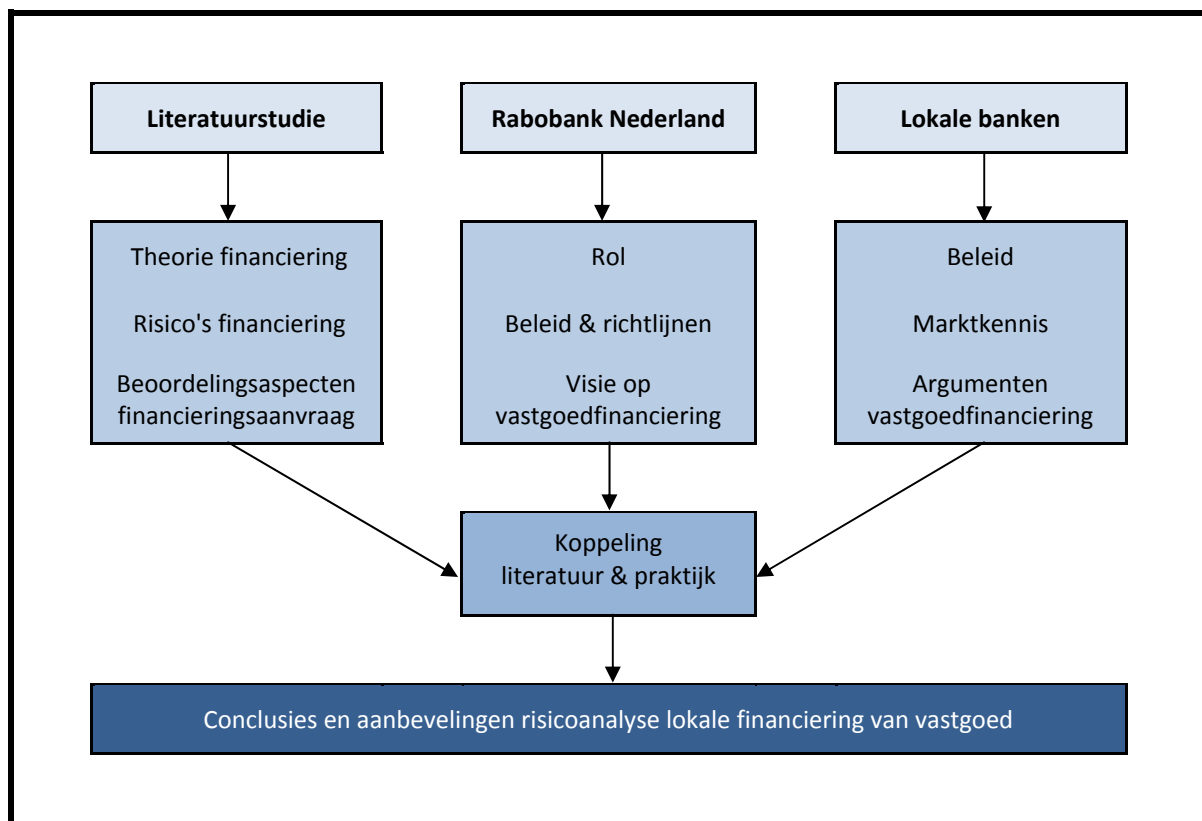 Literatuurstudie
Rabobank Nederland
Lokale banken
Theorie financiering
Risico's financiering
Beoordelingsaspecten
financieringsaanvraag
Rol
Beleid & richtlijnen
Visie op
vastgoedfinanciering
Beleid
Marktkennis
Argumenten
vastgoedfinanciering
Koppeling
literatuur & praktijk
Conclusies en aanbevelingen risicoanalyse lokale financiering van vastgoed